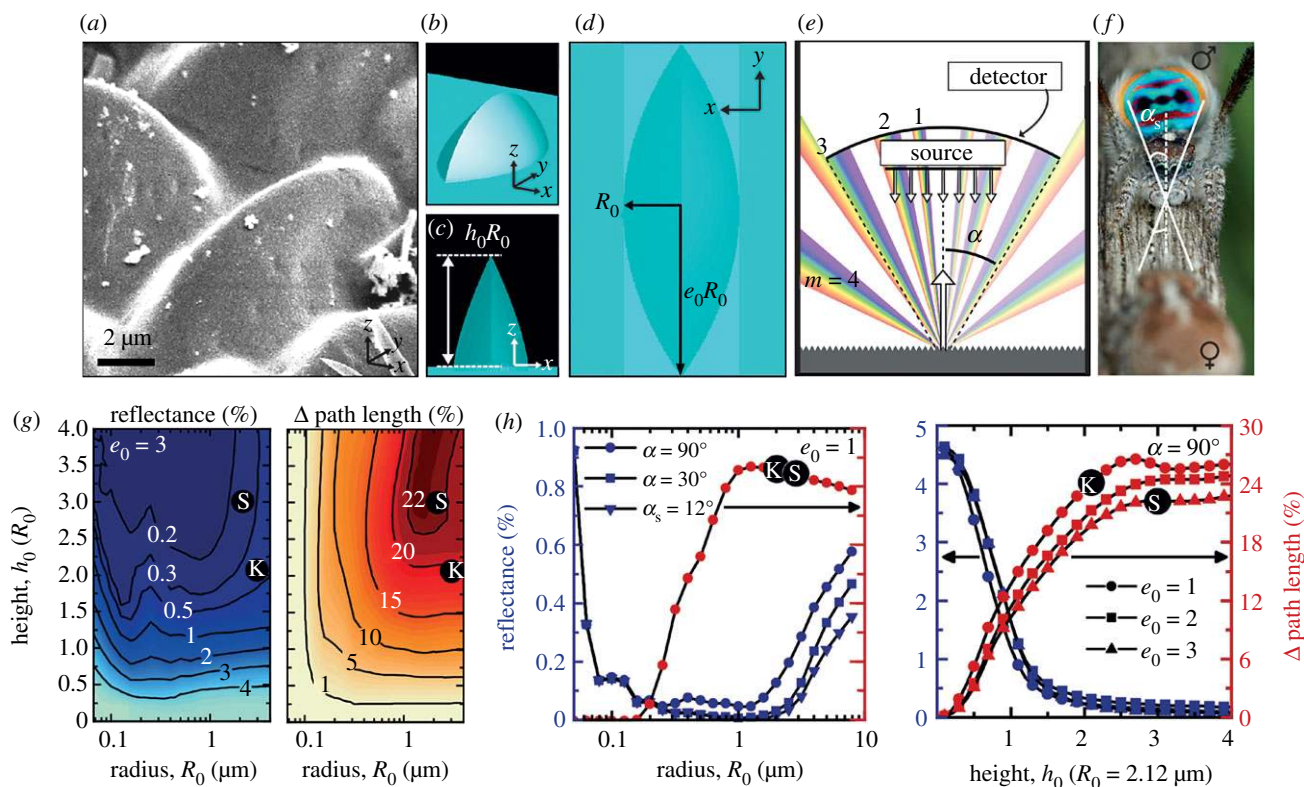 (a)
2 µm
z
y
x
(b)
z
y
x
(c)
h₀R₀
z
x
(d)
y
x
R₀
e₀R₀
(e)
detector
3
2
1
source
α
m = 4
(f)
♂
αₛ
♀
(g)
reflectance (%)
Δ path length (%)
4.0
3.5
3.0
2.5
2.0
1.5
1.0
0.5
0
height, h₀ (R₀)
e₀ = 3
S
K
0.2
0.3
0.5
1
2
3
4
0.1
1
radius, R₀ (µm)
22
S
20
K
15
10
5
1
0.1
1
radius, R₀ (µm)
(h)
1.0
0.8
0.6
0.4
0.2
0
reflectance (%)
α = 90°
α = 30°
αₛ = 12°
e₀ = 1
K
S
0.1
1
10
radius, R₀ (µm)
5
4
3
2
1
0
α = 90°
K
S
e₀ = 1
e₀ = 2
e₀ = 3
30
24
18
12
6
0
Δ path length (%)
1
2
3
4
height, h₀ (R₀ = 2.12 µm)